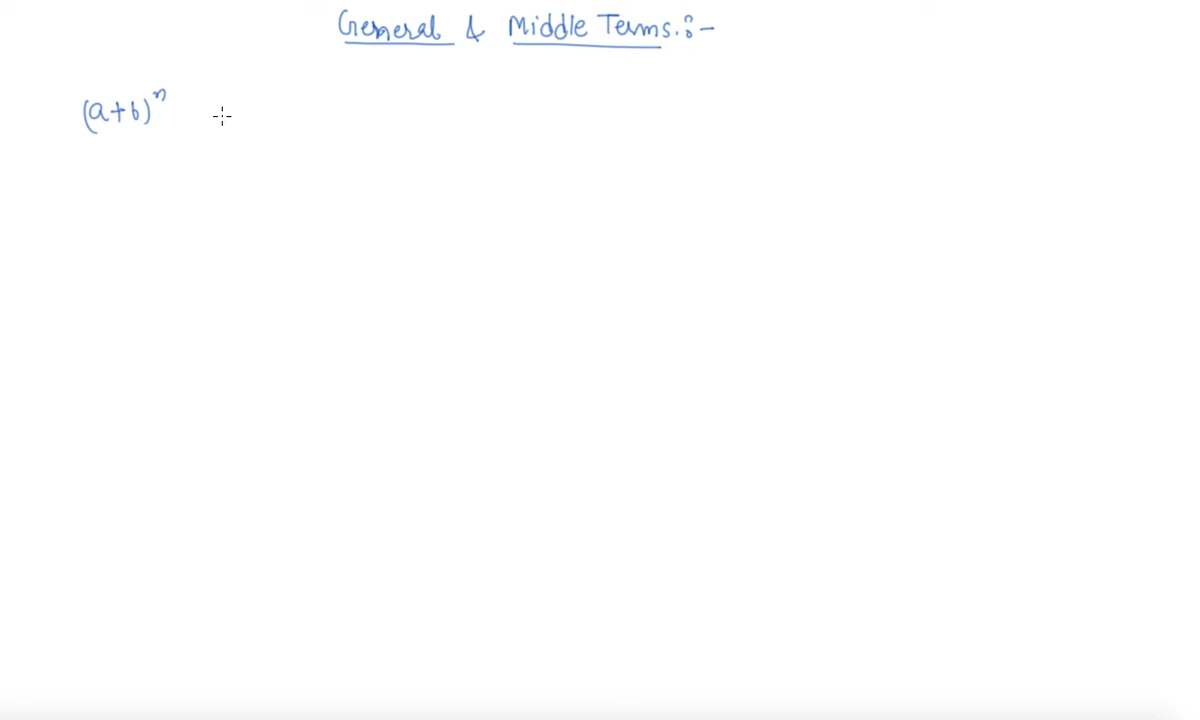 General & Middle Terms.:-
(a+b)^n